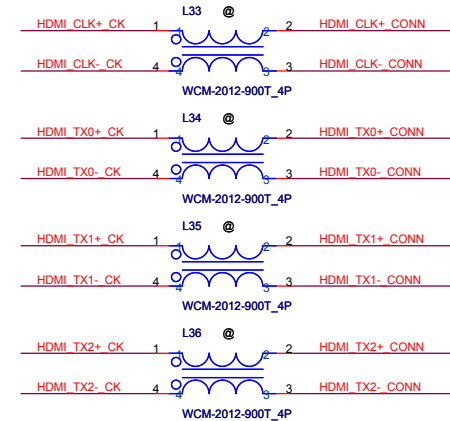 L33 @
HDMI_CLK+_CK 1 1 2 2 HDMI_CLK+_CONN
HDMI_CLK-_CK 4 4 3 3 HDMI_CLK-_CONN
WCM-2012-900T_4P
L34 @
HDMI_TX0+_CK 1 1 2 2 HDMI_TX0+_CONN
HDMI_TX0-_CK 4 4 3 3 HDMI_TX0-_CONN
WCM-2012-900T_4P
L35 @
HDMI_TX1+_CK 1 1 2 2 HDMI_TX1+_CONN
HDMI_TX1-_CK 4 4 3 3 HDMI_TX1-_CONN
WCM-2012-900T_4P
L36 @
HDMI_TX2+_CK 1 1 2 2 HDMI_TX2+_CONN
HDMI_TX2-_CK 4 4 3 3 HDMI_TX2-_CONN
WCM-2012-900T_4P